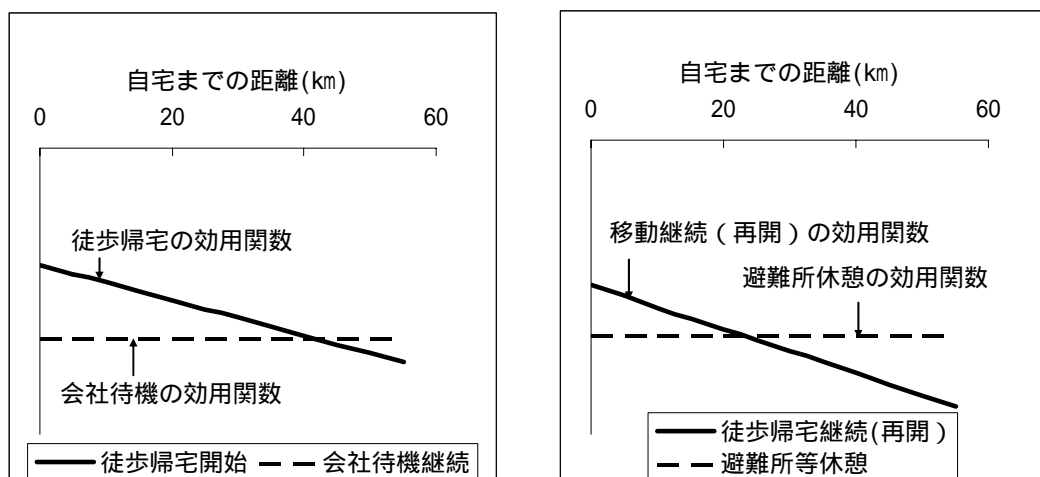 自宅までの距離(㎞)
0 20 40 60
徒歩帰宅の効用関数
会社待機の効用関数
徒歩帰宅開始 会社待機継続
自宅までの距離(㎞)
0 20 40 60
移動継続(再開)の効用関数
避難所休憩の効用関数
徒歩帰宅継続(再開)
避難所等休憩